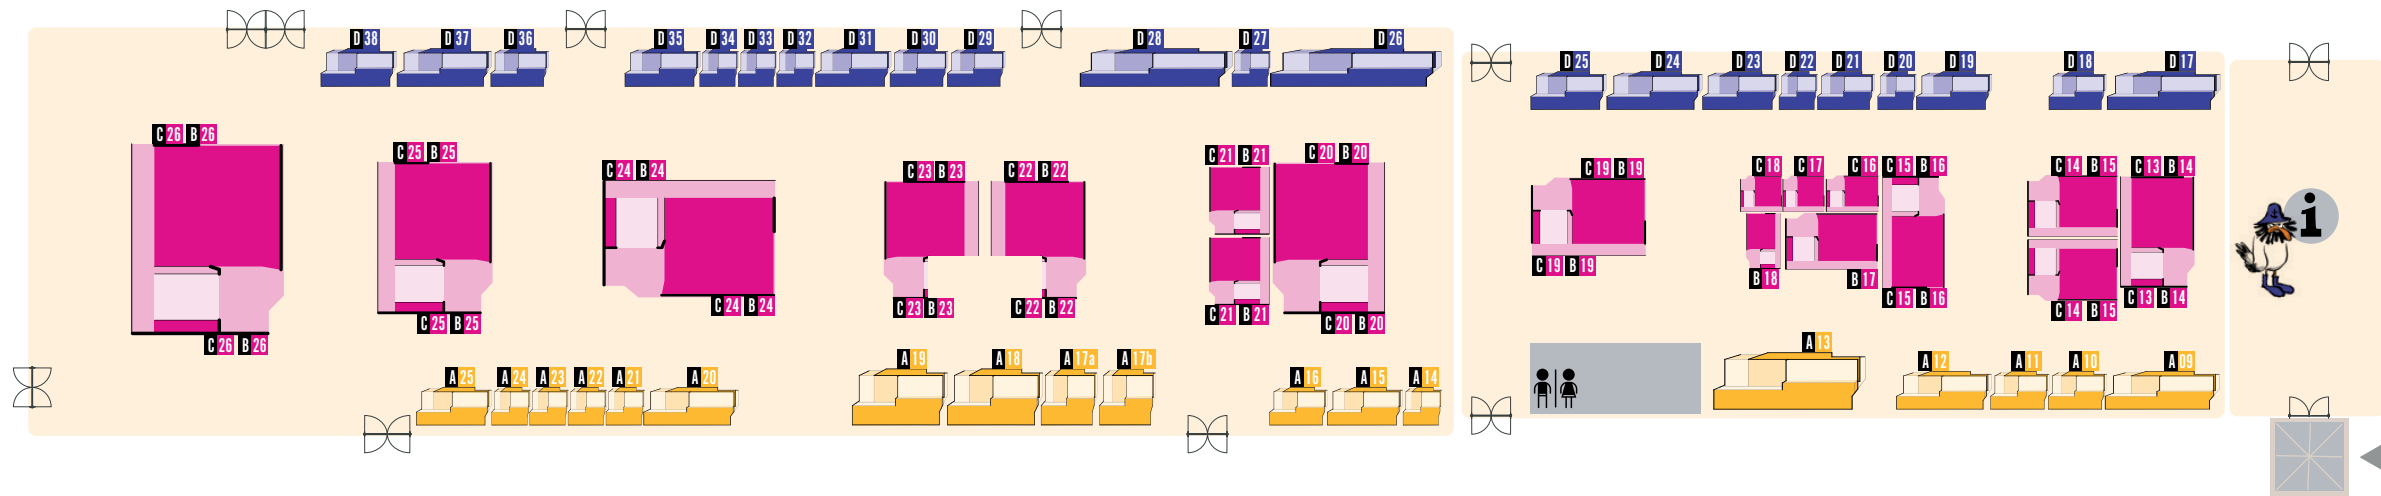 D 38 D 37 D 36 D 35 D 34 D 33 D 32 D 31 D 30 D 29 D 28 D 27 D 26
D 25 D 24 D 23 D 22 D 21 D 20 D 19 D 18 D 17
C 26 B 26
C 25 B 25
C 24 B 24
C 23 B 23 C 22 B 22
C 21 B 21 C 20 B 20
C 19 B 19
C 18 C 17 C 16 C 15 B 16
C 14 B 15 C 13 B 14
i
C 19 B 19
B 18 B 17
C 15 B 16
C 14 B 15 C 13 B 14
C 24 B 24
C 23 B 23 C 22 B 22
C 21 B 21 C 20 B 20
C 25 B 25
C 26 B 26
A 25 A 24 A 23 A 22 A 21 A 20
A 19 A 18 A 17a A 17b
A 16 A 15 A 14
A 13
A 12 A 11 A 10 A 09